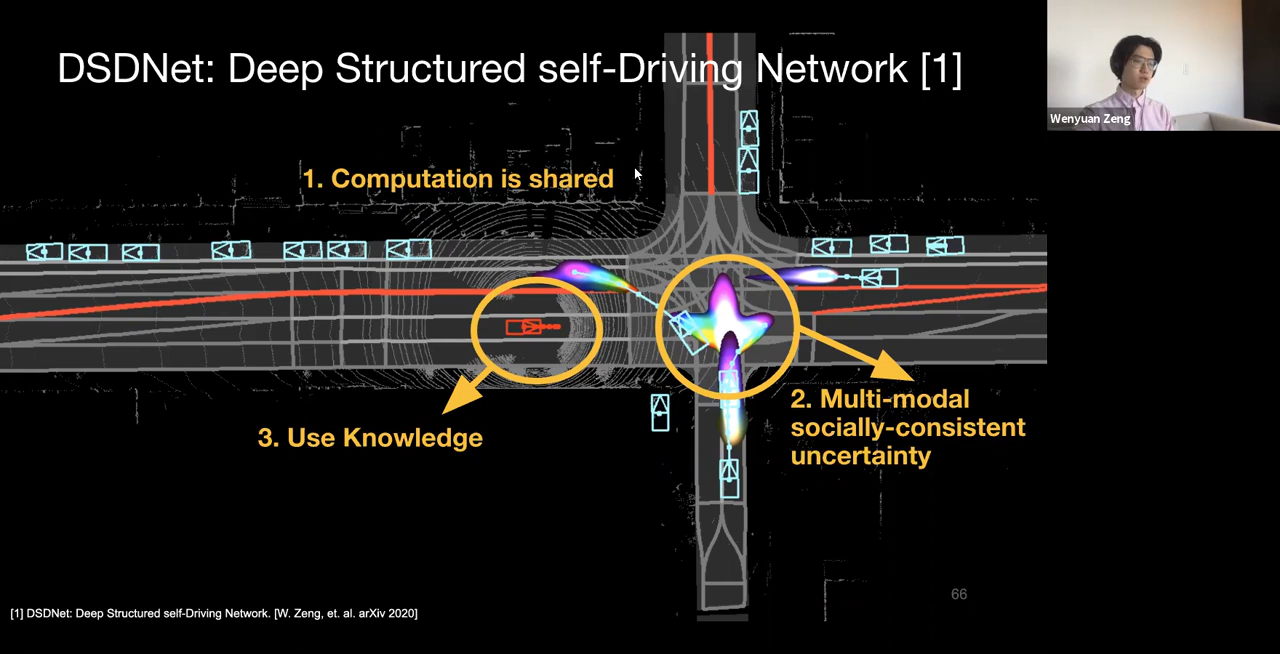 DSDNet: Deep Structured self-Driving Network [1]
Wenyuan Zeng
1. Computation is shared
2. Multi-modal
socially-consistent
uncertainty
3. Use Knowledge
66
[1] DSDNet: Deep Structured self-Driving Network. [W. Zeng, et. al. arXiv 2020]